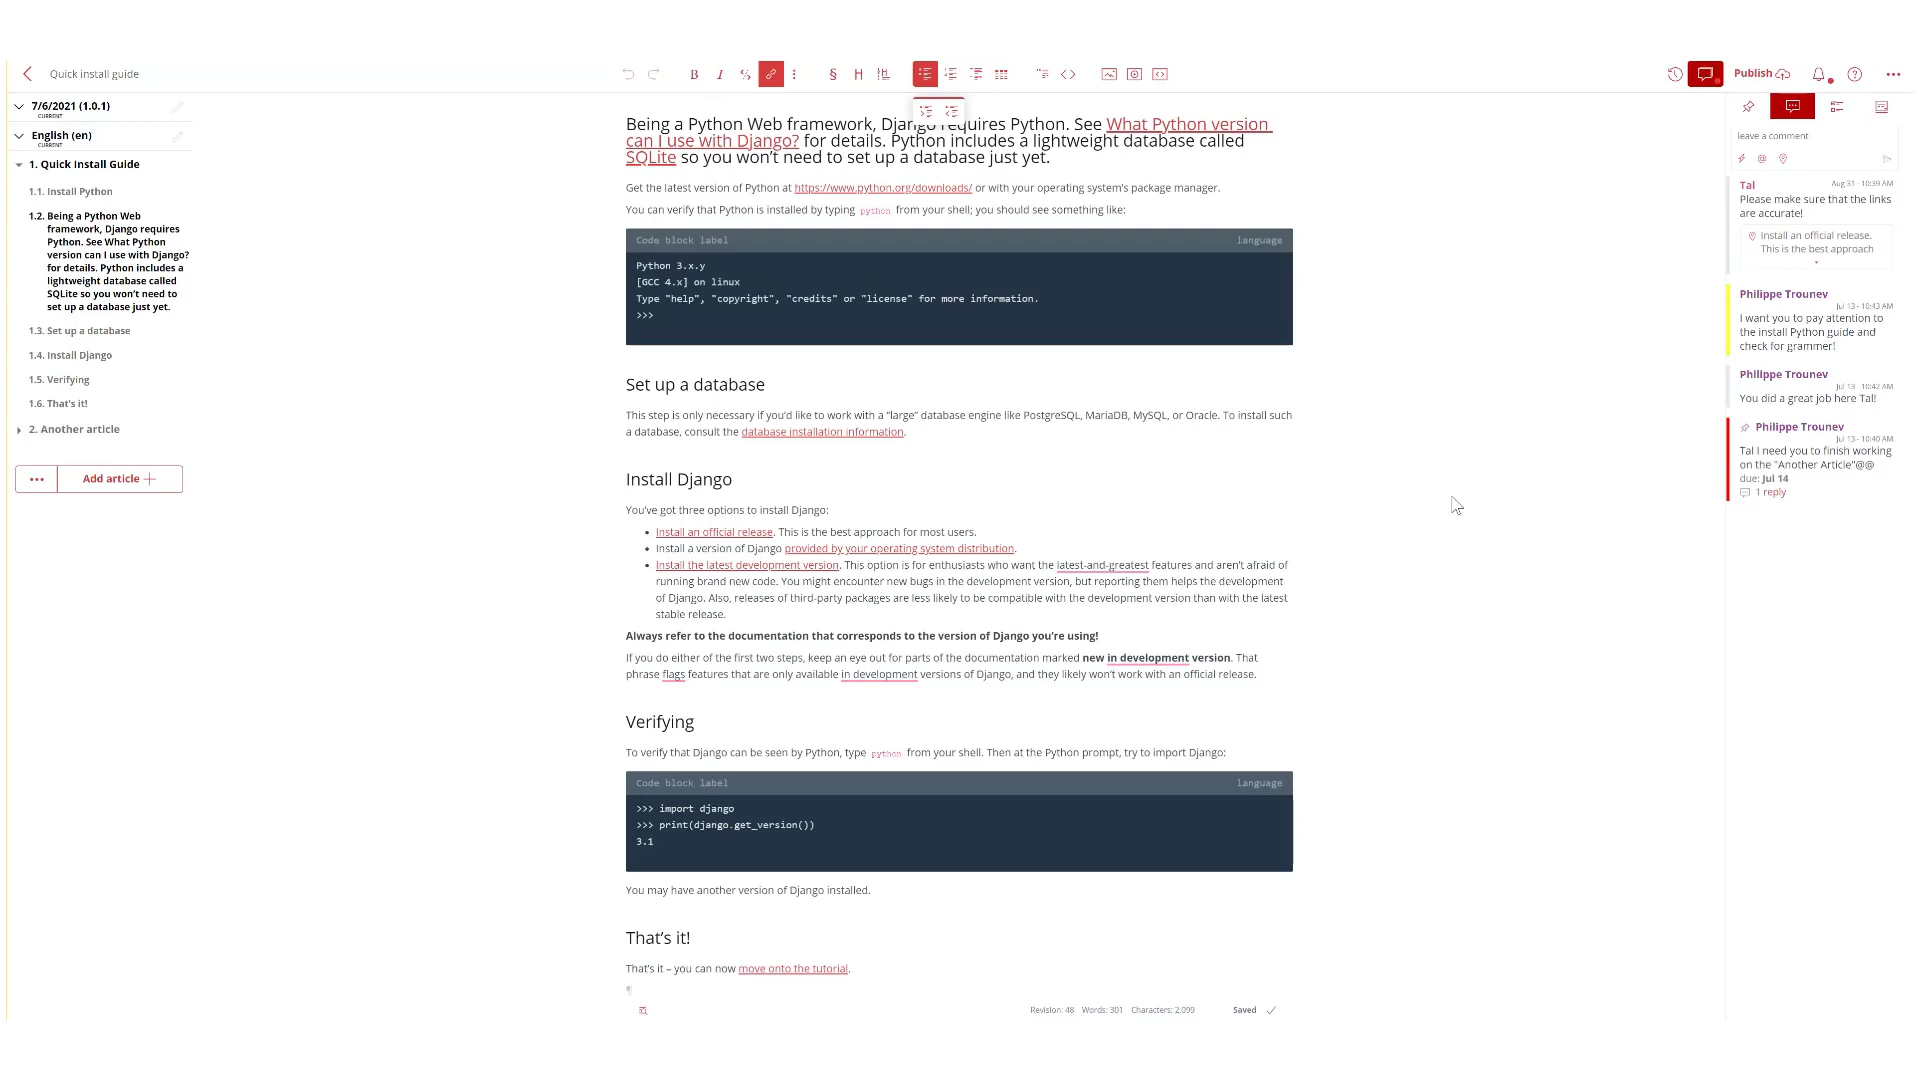 Quick install guide
B I § H
Publish
7/6/2021 (1.0.1)
CURRENT
English (en)
CURRENT
1. Quick Install Guide
1.1. Install Python
1.2. Being a Python Web
framework, Django requires
Python. See What Python
version can I use with Django?
for details. Python includes a
lightweight database called
SQLite so you won’t need to
set up a database just yet.
1.3. Set up a database
1.4. Install Django
1.5. Verifying
1.6. That’s it!
2. Another article
Add article
Being a Python Web framework, Django requires Python. See What Python version
can I use with Django? for details. Python includes a lightweight database called
SQLite so you won’t need to set up a database just yet.
Get the latest version of Python at https://www.python.org/downloads/ or with your operating system’s package manager.
You can verify that Python is installed by typing python from your shell; you should see something like:
Code block label language
Python 3.x.y
[GCC 4.x] on linux
Type "help", "copyright", "credits" or "license" for more information.
>>>
Set up a database
This step is only necessary if you’d like to work with a “large” database engine like PostgreSQL, MariaDB, MySQL, or Oracle. To install such
a database, consult the database installation information.
Install Django
You’ve got three options to install Django:
• Install an official release. This is the best approach for most users.
• Install a version of Django provided by your operating system distribution.
• Install the latest development version. This option is for enthusiasts who want the latest-and-greatest features and aren’t afraid of
running brand new code. You might encounter new bugs in the development version, but reporting them helps the development
of Django. Also, releases of third-party packages are less likely to be compatible with the development version than with the latest
stable release.
Always refer to the documentation that corresponds to the version of Django you’re using!
If you do either of the first two steps, keep an eye out for parts of the documentation marked new in development version. That
phrase flags features that are only available in development versions of Django, and they likely won’t work with an official release.
Verifying
To verify that Django can be seen by Python, type python from your shell. Then at the Python prompt, try to import Django:
Code block label language
>>> import django
>>> print(django.get_version())
3.1
You may have another version of Django installed.
That’s it!
That’s it – you can now move onto the tutorial.
¶
Revision: 48 Words: 301 Characters: 2,099 Saved
leave a comment
@
Tal Aug 31 - 10:39 AM
Please make sure that the links
are accurate!
Install an official release.
This is the best approach
Philippe Trounev
Jul 13 - 10:43 AM
I want you to pay attention to
the install Python guide and
check for grammer!
Philippe Trounev
Jul 13 - 10:42 AM
You did a great job here Tal!
Philippe Trounev
Jul 13 - 10:40 AM
Tal I need you to finish working
on the "Another Article"@@
due: Jul 14
1 reply